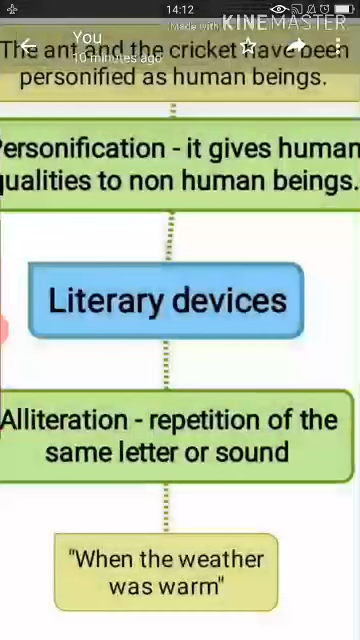 14:12
Made with KINEMASTER
You
10 minutes ago
The ant and the cricket have been
personified as human beings.
Personification - it gives human
qualities to non human beings.
Literary devices
Alliteration - repetition of the
same letter or sound
"When the weather
was warm"